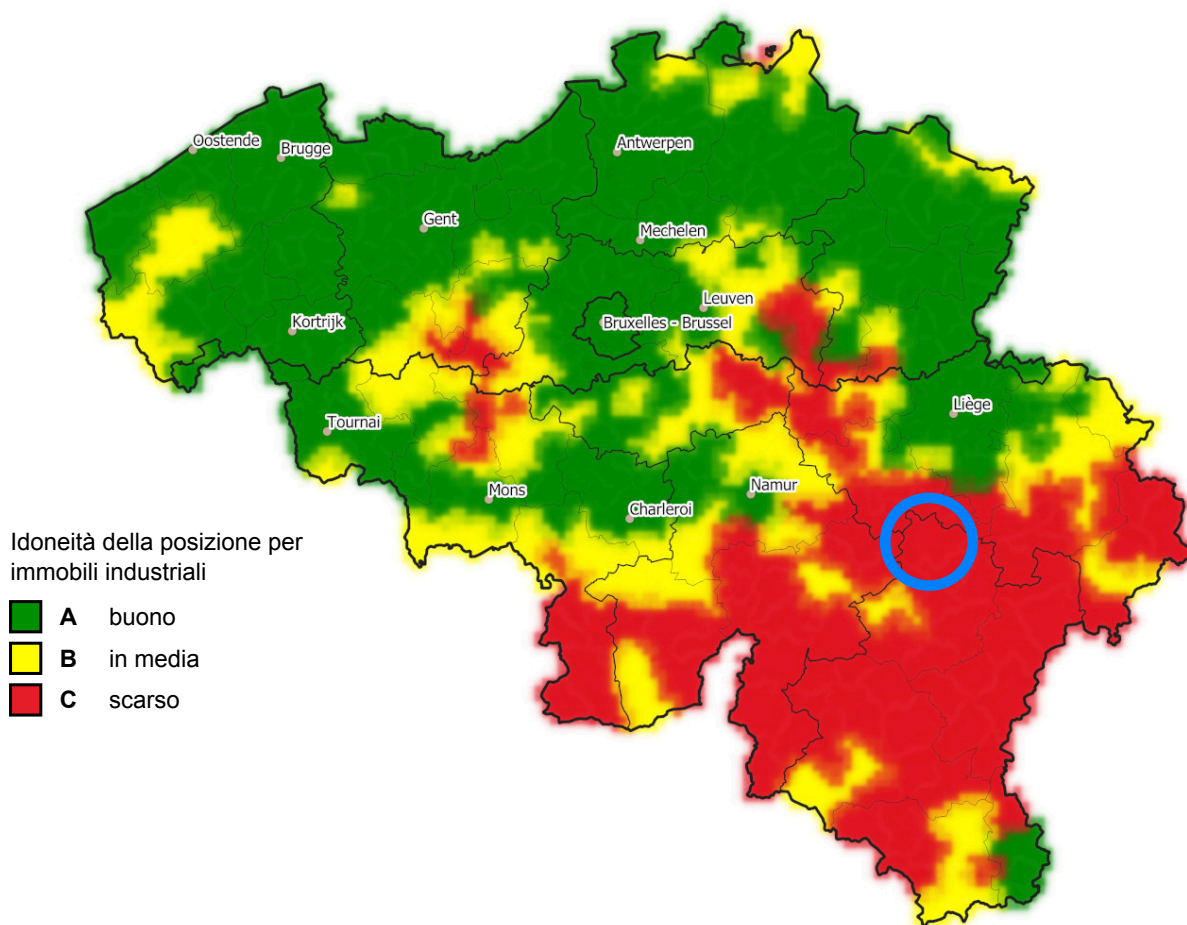 Oostende
Brugge
Antwerpen
Gent
Mechelen
Leuven
Kortrijk
Bruxelles - Brussel
Liège
Tournai
Mons
Namur
Charleroi
Idoneità della posizione per
immobili industriali
A buono
B in media
C scarso